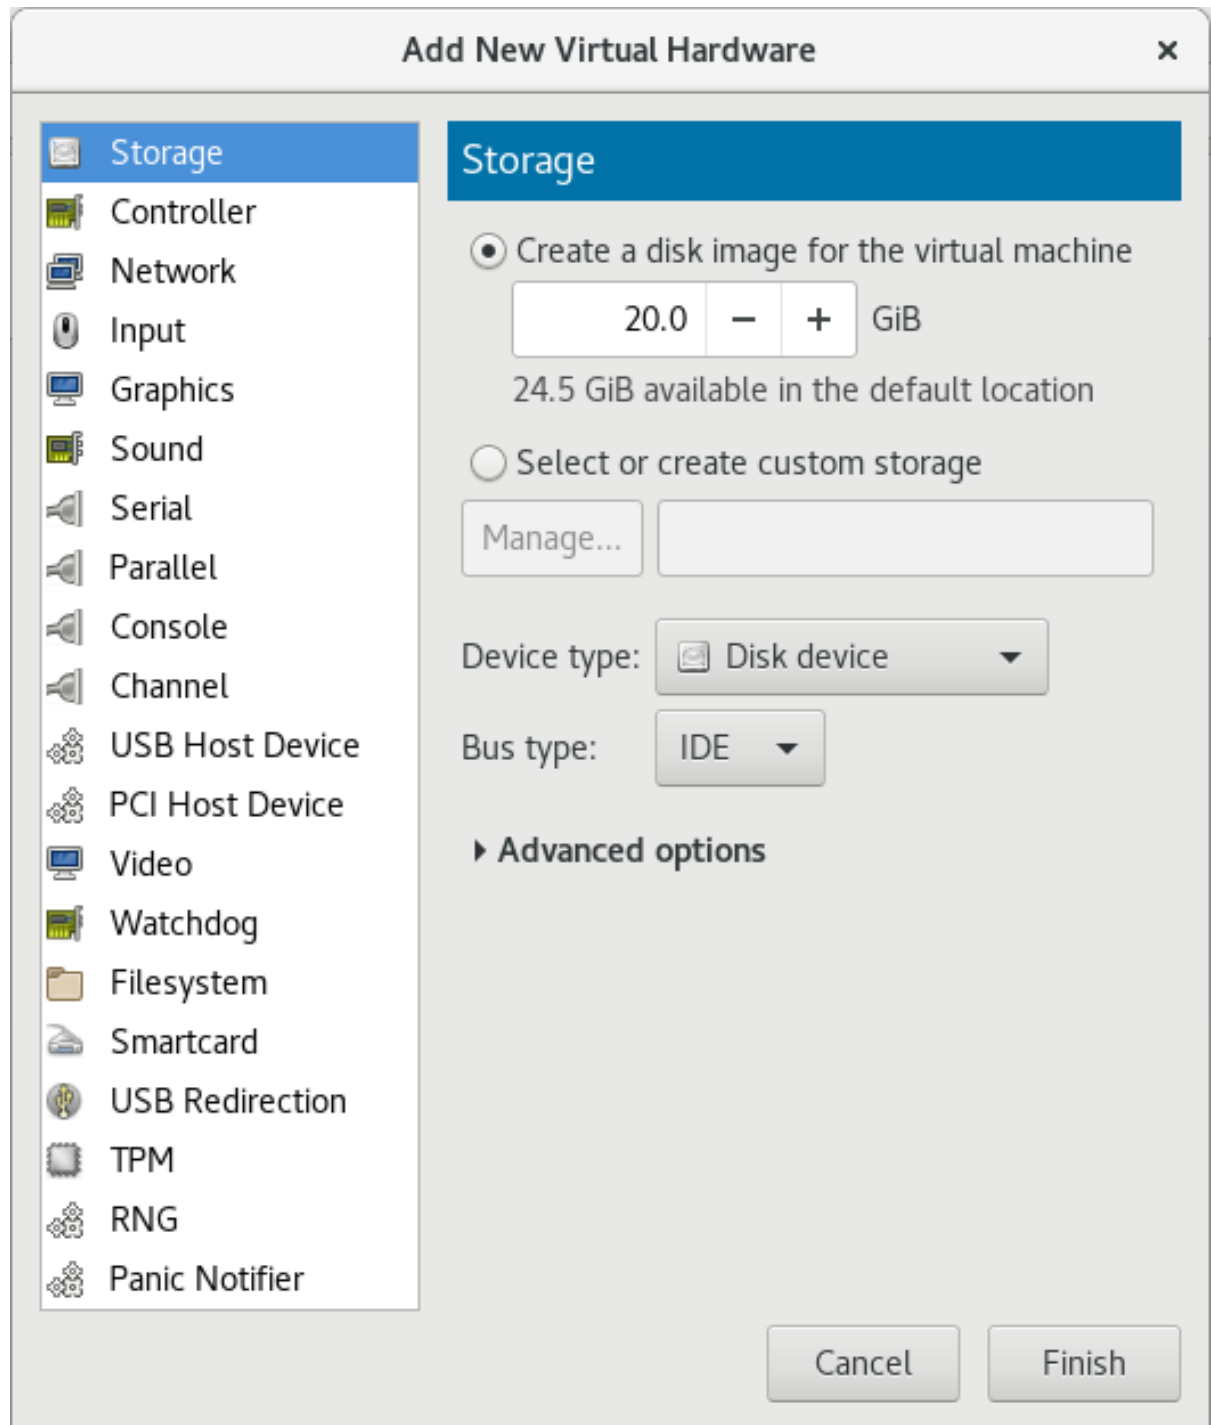 Add New Virtual Hardware
Storage
Controller
Network
Input
Graphics
Sound
Serial
Parallel
Console
Channel
USB Host Device
PCI Host Device
Video
Watchdog
Filesystem
Smartcard
USB Redirection
TPM
RNG
Panic Notifier
Storage
Create a disk image for the virtual machine
20.0 − + GiB
24.5 GiB available in the default location
Select or create custom storage
Manage...
Device type: Disk device
Bus type: IDE
Advanced options
Cancel Finish